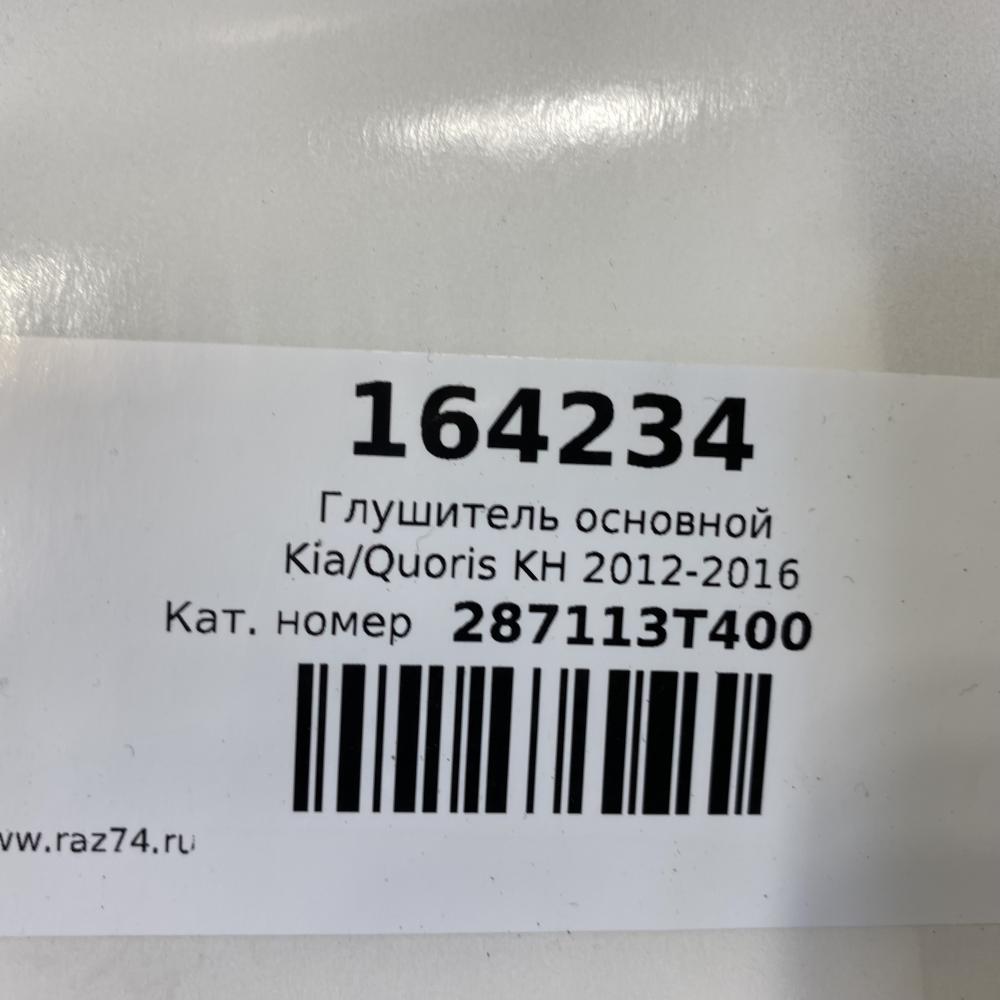 164234
Глушитель основной
Kia/Quoris KH 2012-2016
Кат. номер 287113T400
ww.raz74.ru